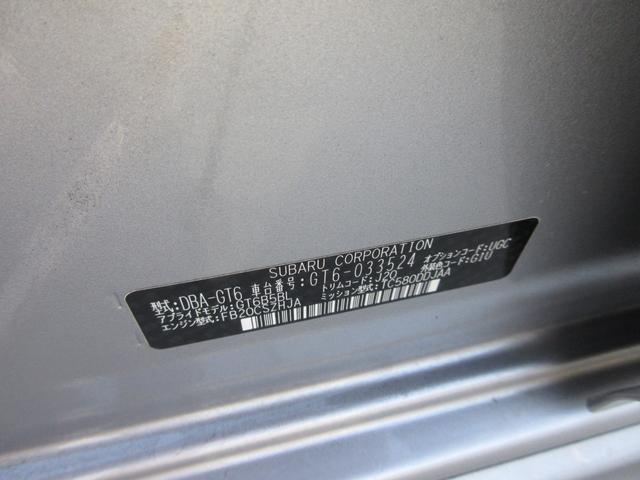 SUBARU CORPORATION
型式:DBA-GT6 車台番号:GT6-033524 オプションコード:UGC
アプライドモデル:GT6B5BL トリムコード:J20 外装色コード:G1U
エンジン型式:FB20CSZHJA ミッション型式:TC580DDJAA